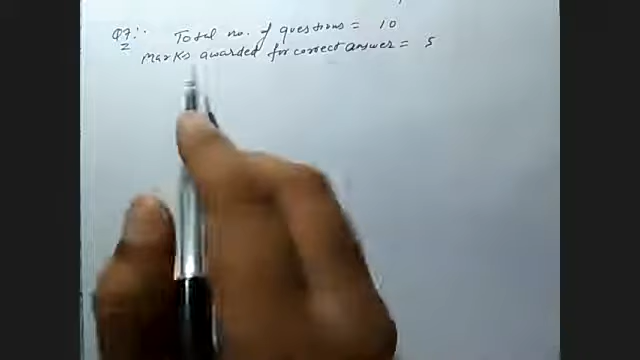 Q7:.. Total no. of questions = 10
Marks awarded for correct answer = 5